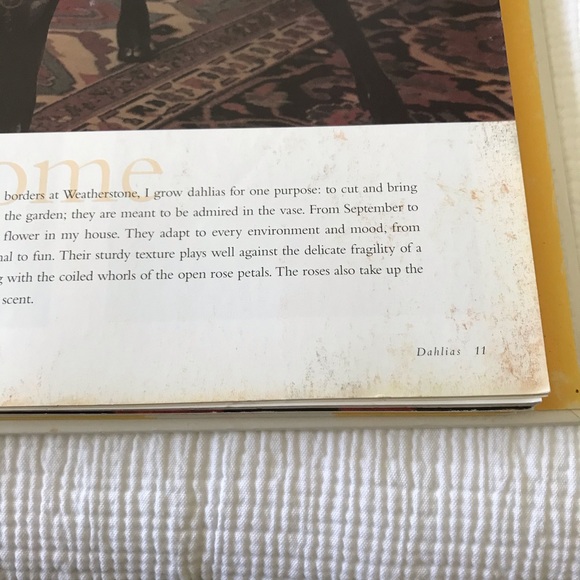 ome
borders at Weatherstone, I grow dahlias for one purpose: to cut and bring
the garden; they are meant to be admired in the vase. From September to
flower in my house. They adapt to every environment and mood, from
nal to fun. Their sturdy texture plays well against the delicate fragility of a
g with the coiled whorls of the open rose petals. The roses also take up the
scent.
Dahlias 11